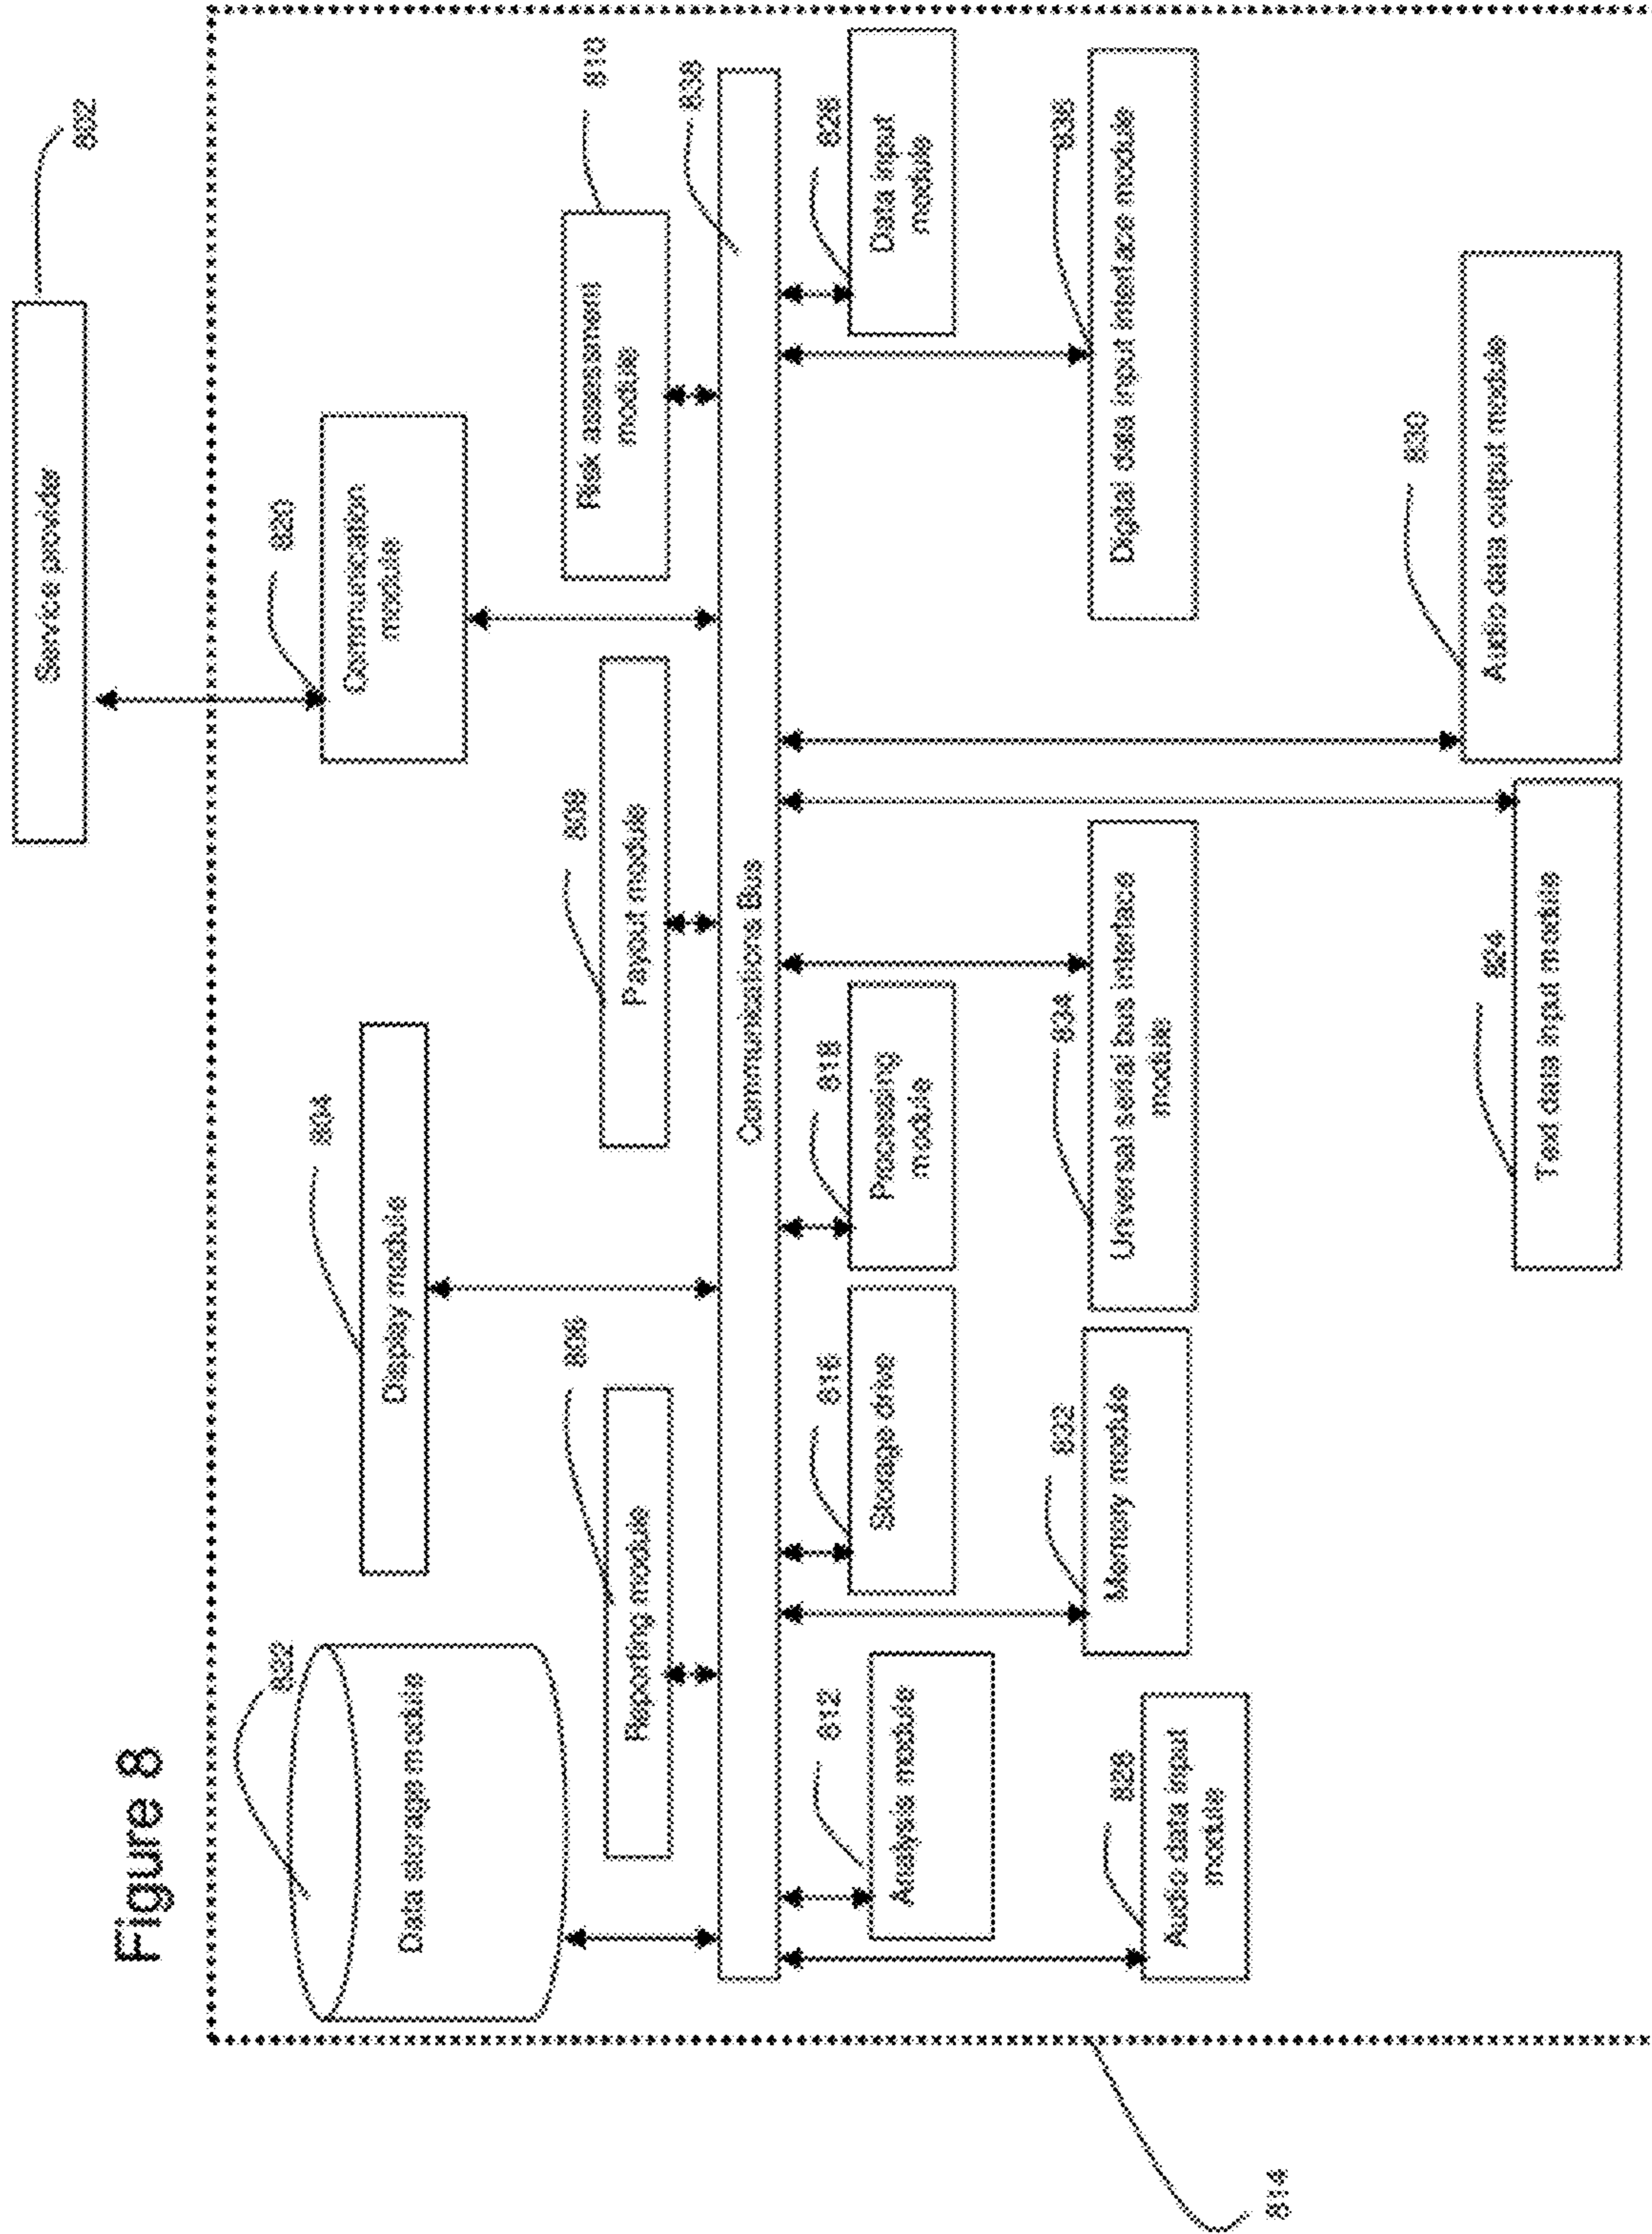 Service provider
802
Figure 8
822
820
804
Data storage module
Display module
Communication
module
806
808
810
Reporting module
Payout module
Risk assessment
module
838
Communications Bus
812
816
818
826
Analysis module
Storage drive
Processing
module
Data input
module
828
832
834
836
Audio data input
module
Memory module
Universal serial bus interface
module
Digital data input interface module
824
830
Text data input module
Audio data output module
814